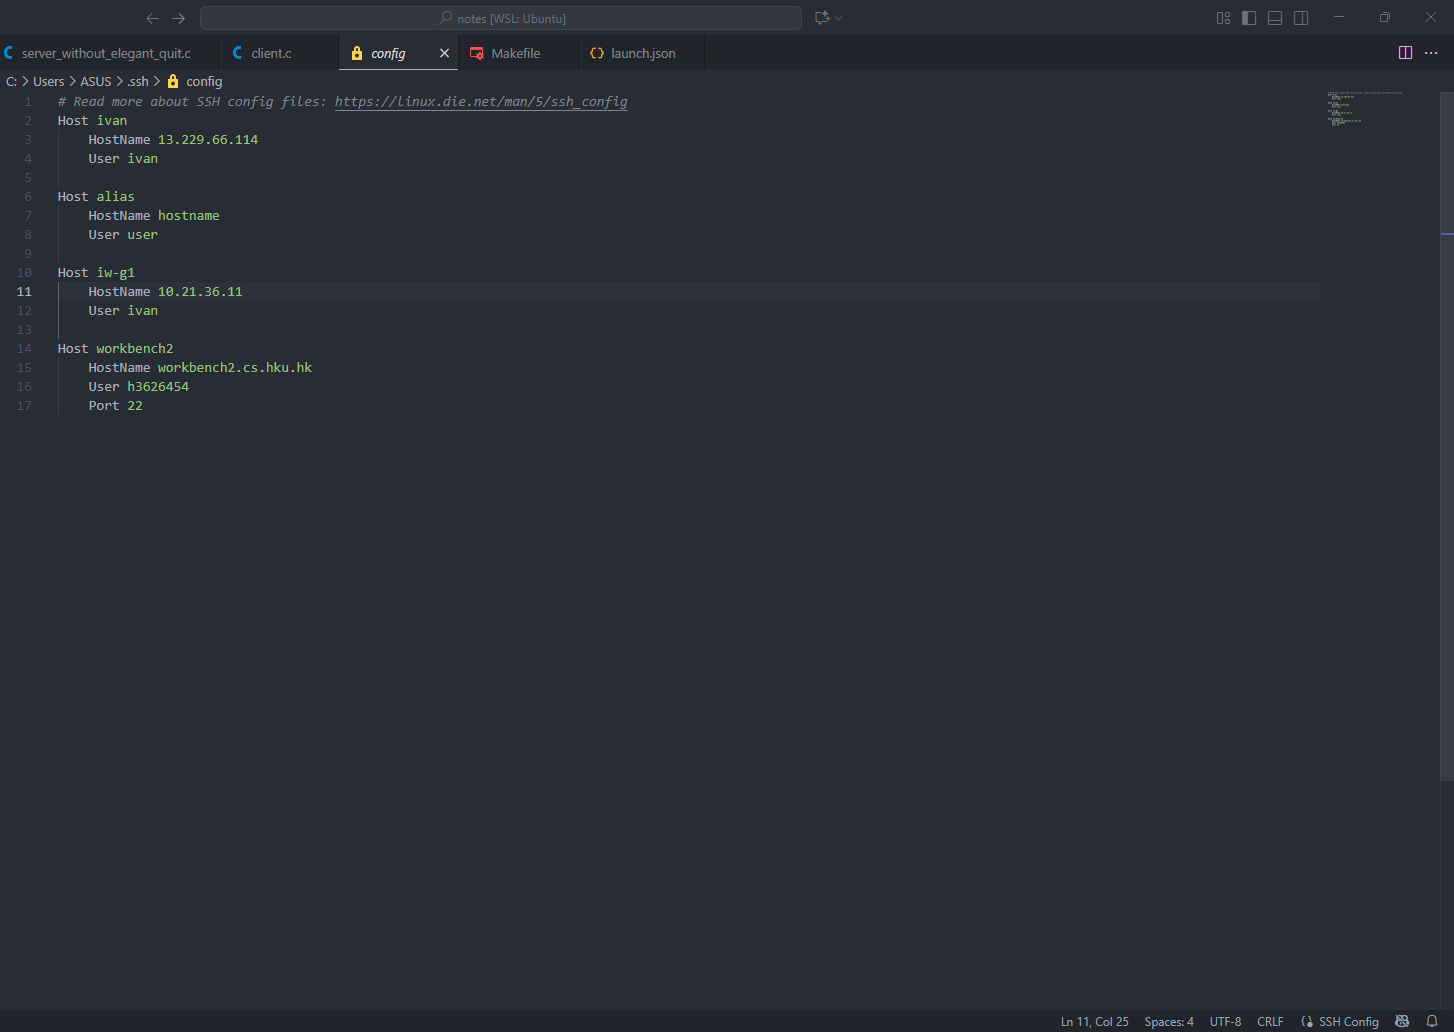 notes [WSL: Ubuntu]
server_without_elegant_quit.c
client.c
config
Makefile
launch.json
C: > Users > ASUS > .ssh > config
1 # Read more about SSH config files: https://linux.die.net/man/5/ssh_config
2 Host ivan
3 HostName 13.229.66.114
4 User ivan
5
6 Host alias
7 HostName hostname
8 User user
9
10 Host iw-g1
11 HostName 10.21.36.11
12 User ivan
13
14 Host workbench2
15 HostName workbench2.cs.hku.hk
16 User h3626454
17 Port 22
Ln 11, Col 25 Spaces: 4 UTF-8 CRLF SSH Config